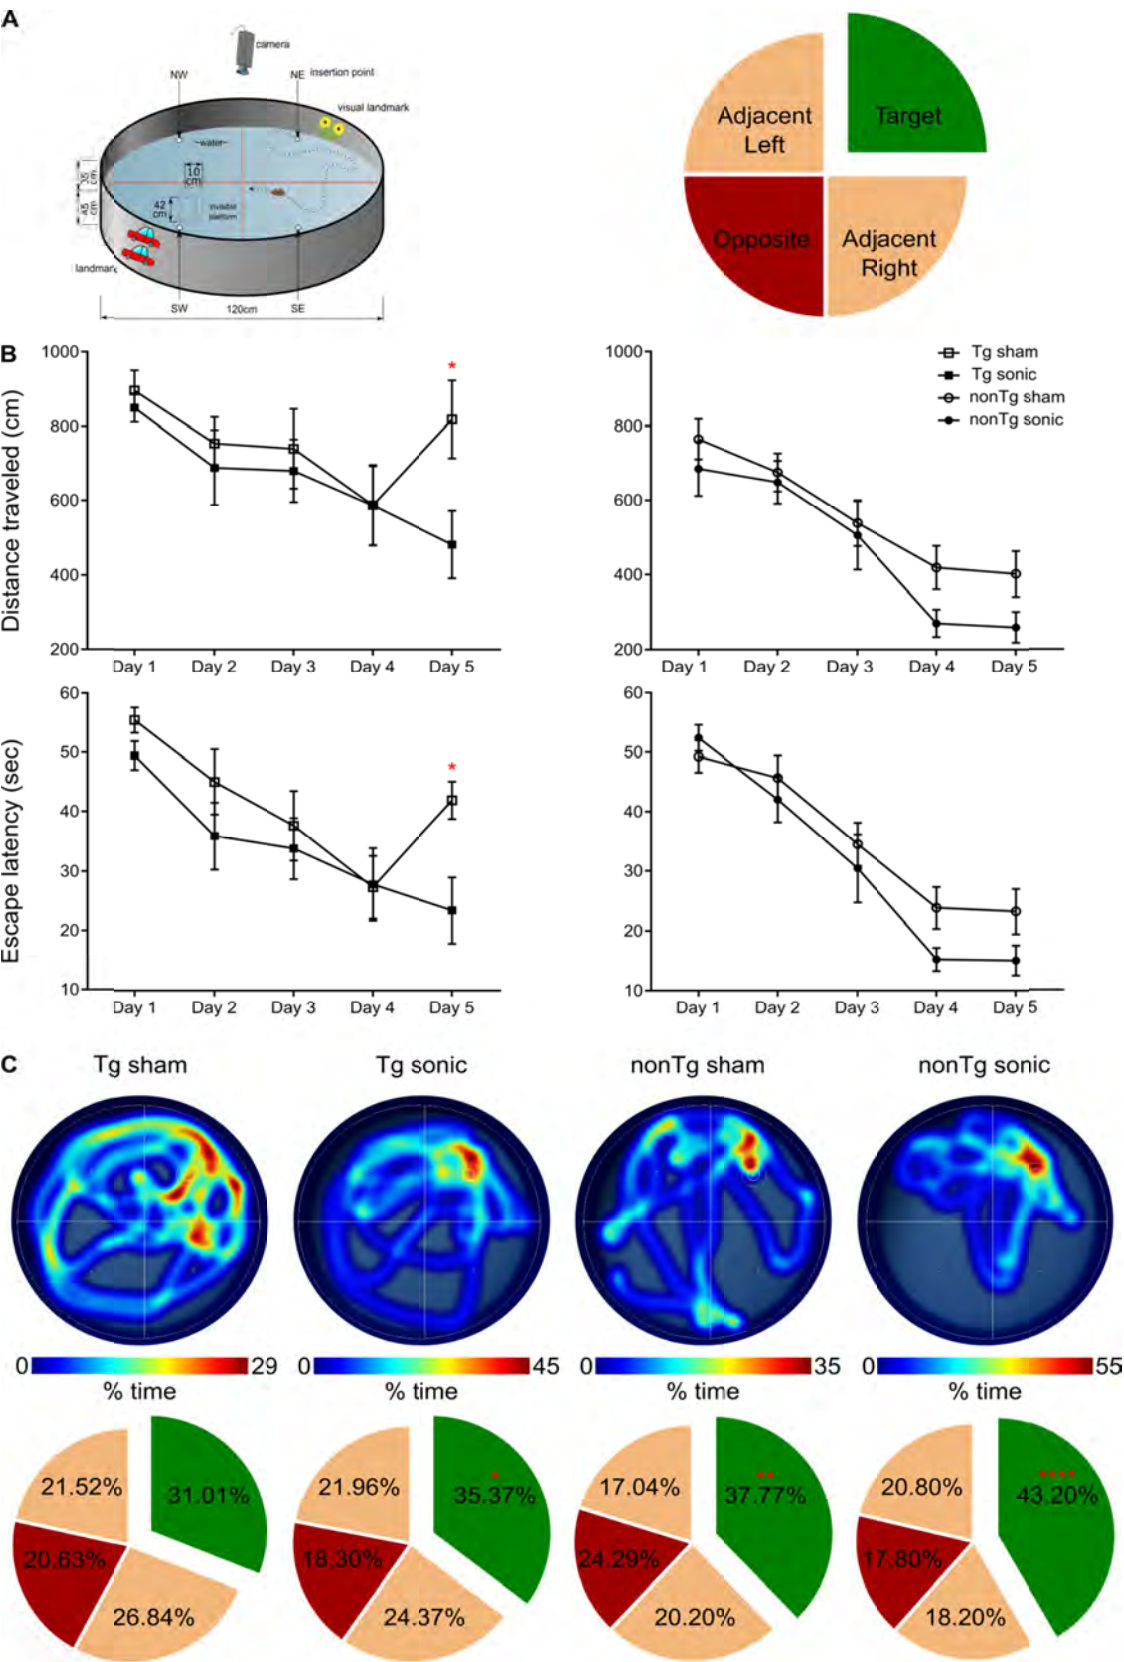 A
camera
NW
NE
insertion point
visual landmark
water
10
cm
35
cm
45
cm
42
cm
invisible
platform
landmark
SW
120cm
SE
Adjacent
Left
Target
Opposite
Adjacent
Right
B
Distance traveled (cm)
1000
800
600
400
200
*
Day 1 Day 2 Day 3 Day 4 Day 5
1000
800
600
400
200
Tg sham
Tg sonic
nonTg sham
nonTg sonic
Day 1 Day 2 Day 3 Day 4 Day 5
Escape latency (sec)
60
50
40
30
20
10
*
Day 1 Day 2 Day 3 Day 4 Day 5
60
50
40
30
20
10
Day 1 Day 2 Day 3 Day 4 Day 5
C
Tg sham
Tg sonic
nonTg sham
nonTg sonic
0 29
% time
0 45
% time
0 35
% time
0 55
% time
21.52%
31.01%
20.63%
26.84%
21.96%
*
35.37%
18.30%
24.37%
17.04%
**
37.77%
24.29%
20.20%
20.80%
****
43.20%
17.80%
18.20%